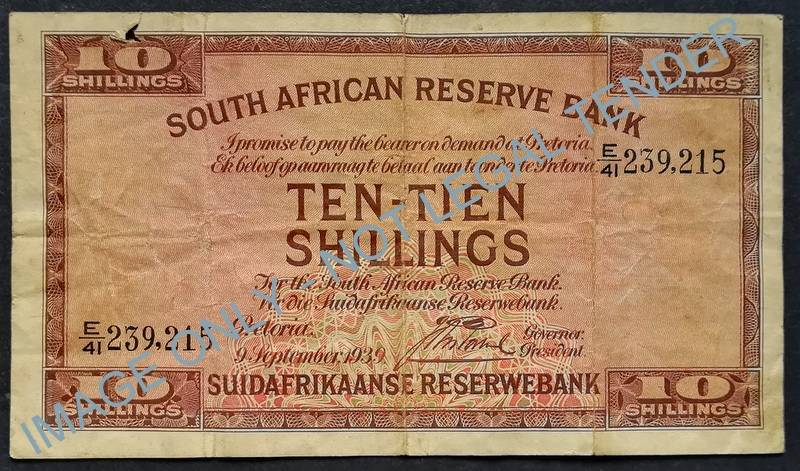 10 SHILLINGS
10 SHILLINGS
SOUTH AFRICAN RESERVE BANK
I promise to pay the bearer on demand at Pretoria.
Ek beloof op aanvraag te betaal aan toonder te Pretoria.
E/41 239,215
TEN-TIEN
SHILLINGS
For the South African Reserve Bank.
Vir die Suidafrikaanse Reserwebank.
E/41 239,215
Pretoria.
9 September 1939
Governor.
President.
SUIDAFRIKAANSE RESERWEBANK
10 SHILLINGS
10 SHILLINGS
IMAGE ONLY - NOT LEGAL TENDER